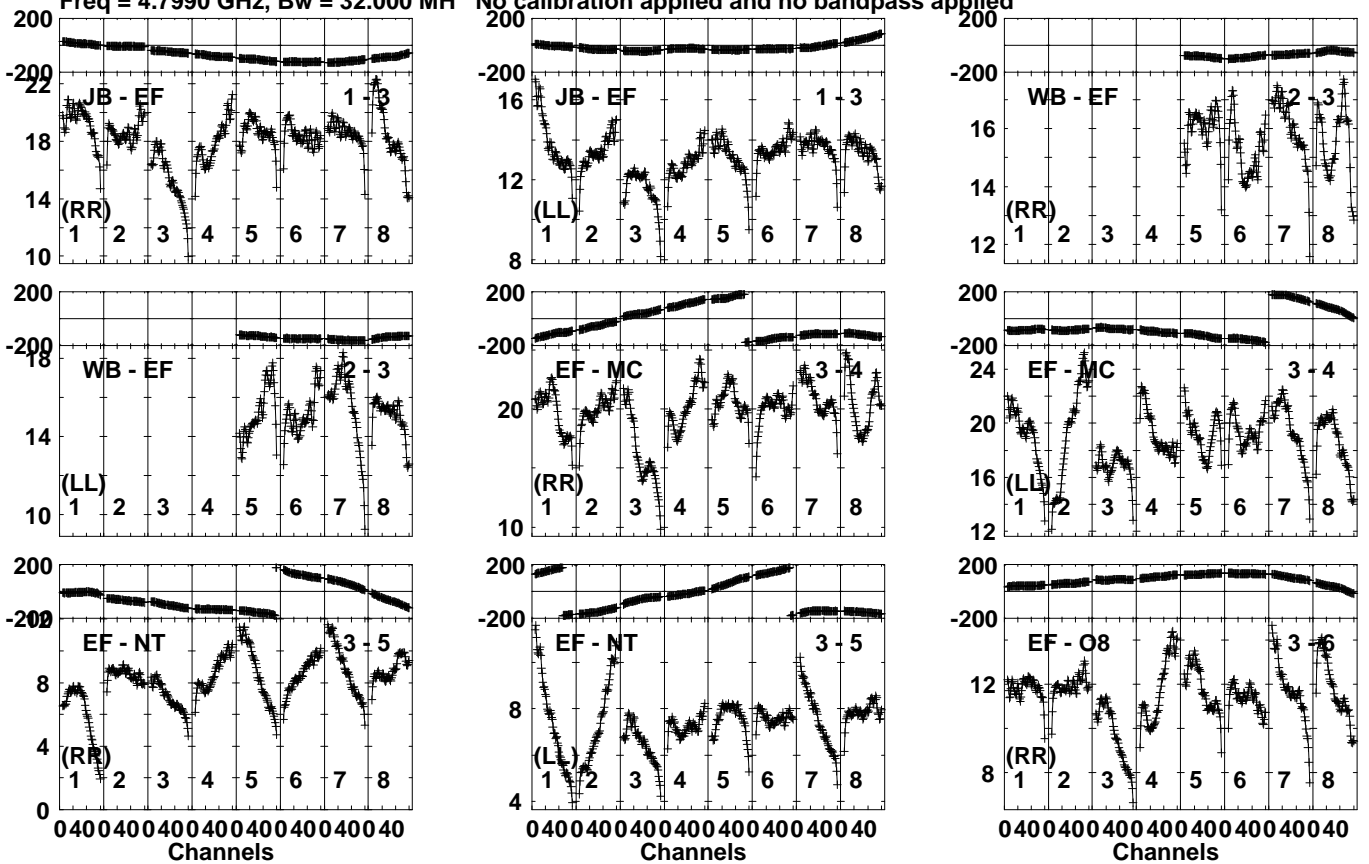 Freq = 4.7990 GHz, Bw = 32.000 MH No calibration applied and no bandpass applied
200
-200
22
18
14
10
JB - EF 1 - 3
(RR)
1 2 3 4 5 6 7 8
200
-200
16
12
8
JB - EF 1 - 3
(LL)
1 2 3 4 5 6 7 8
200
-200
16
14
12
WB - EF 2 - 3
(RR)
1 2 3 4 5 6 7 8
200
-200
18
14
10
WB - EF 2 - 3
(LL)
1 2 3 4 5 6 7 8
200
-200
20
10
EF - MC 3 - 4
(RR)
1 2 3 4 5 6 7 8
200
-200
24
20
16
12
EF - MC 3 - 4
(LL)
1 2 3 4 5 6 7 8
200
-200
12
8
4
0
EF - NT 3 - 5
(RR)
1 2 3 4 5 6 7 8
0 40 0 40 0 40 0 40 0 40 0 40 0 40 0 40
Channels
200
-200
8
4
EF - NT 3 - 5
(LL)
1 2 3 4 5 6 7 8
0 40 0 40 0 40 0 40 0 40 0 40 0 40 0 40
Channels
200
-200
12
8
EF - O8 3 - 6
(RR)
1 2 3 4 5 6 7 8
0 40 0 40 0 40 0 40 0 40 0 40 0 40 0 40
Channels